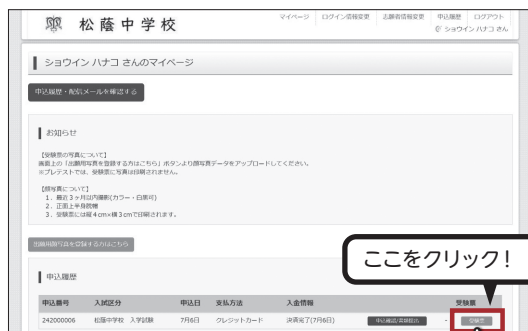 松蔭中学校
マイページ ログイン情報変更 志願者情報変更 申込履歴 ログアウト
ショウイン ハナコ さん
ショウイン ハナコ さんのマイページ
申込履歴・配信メールを確認する
お知らせ
【受験票の写真について】
画面上の「出願用写真を登録する方はこちら」ボタンより顔写真データをアップロードしてください。
※プレテストでは、受験票に写真は印刷されません。
【顔写真について】
1. 最近3ヶ月以内撮影(カラー・白黒可)
2. 正面上半身脱帽
3. 受験票には縦4cm×横3cmで印刷されます。
出願用顔写真を登録する方はこちら
ここをクリック!
申込履歴
申込番号 入試区分 申込日 支払方法 入金情報 受験票
242000006 松蔭中学校 入学試験 7月6日 クレジットカード 決済完了(7月6日) - 受験票